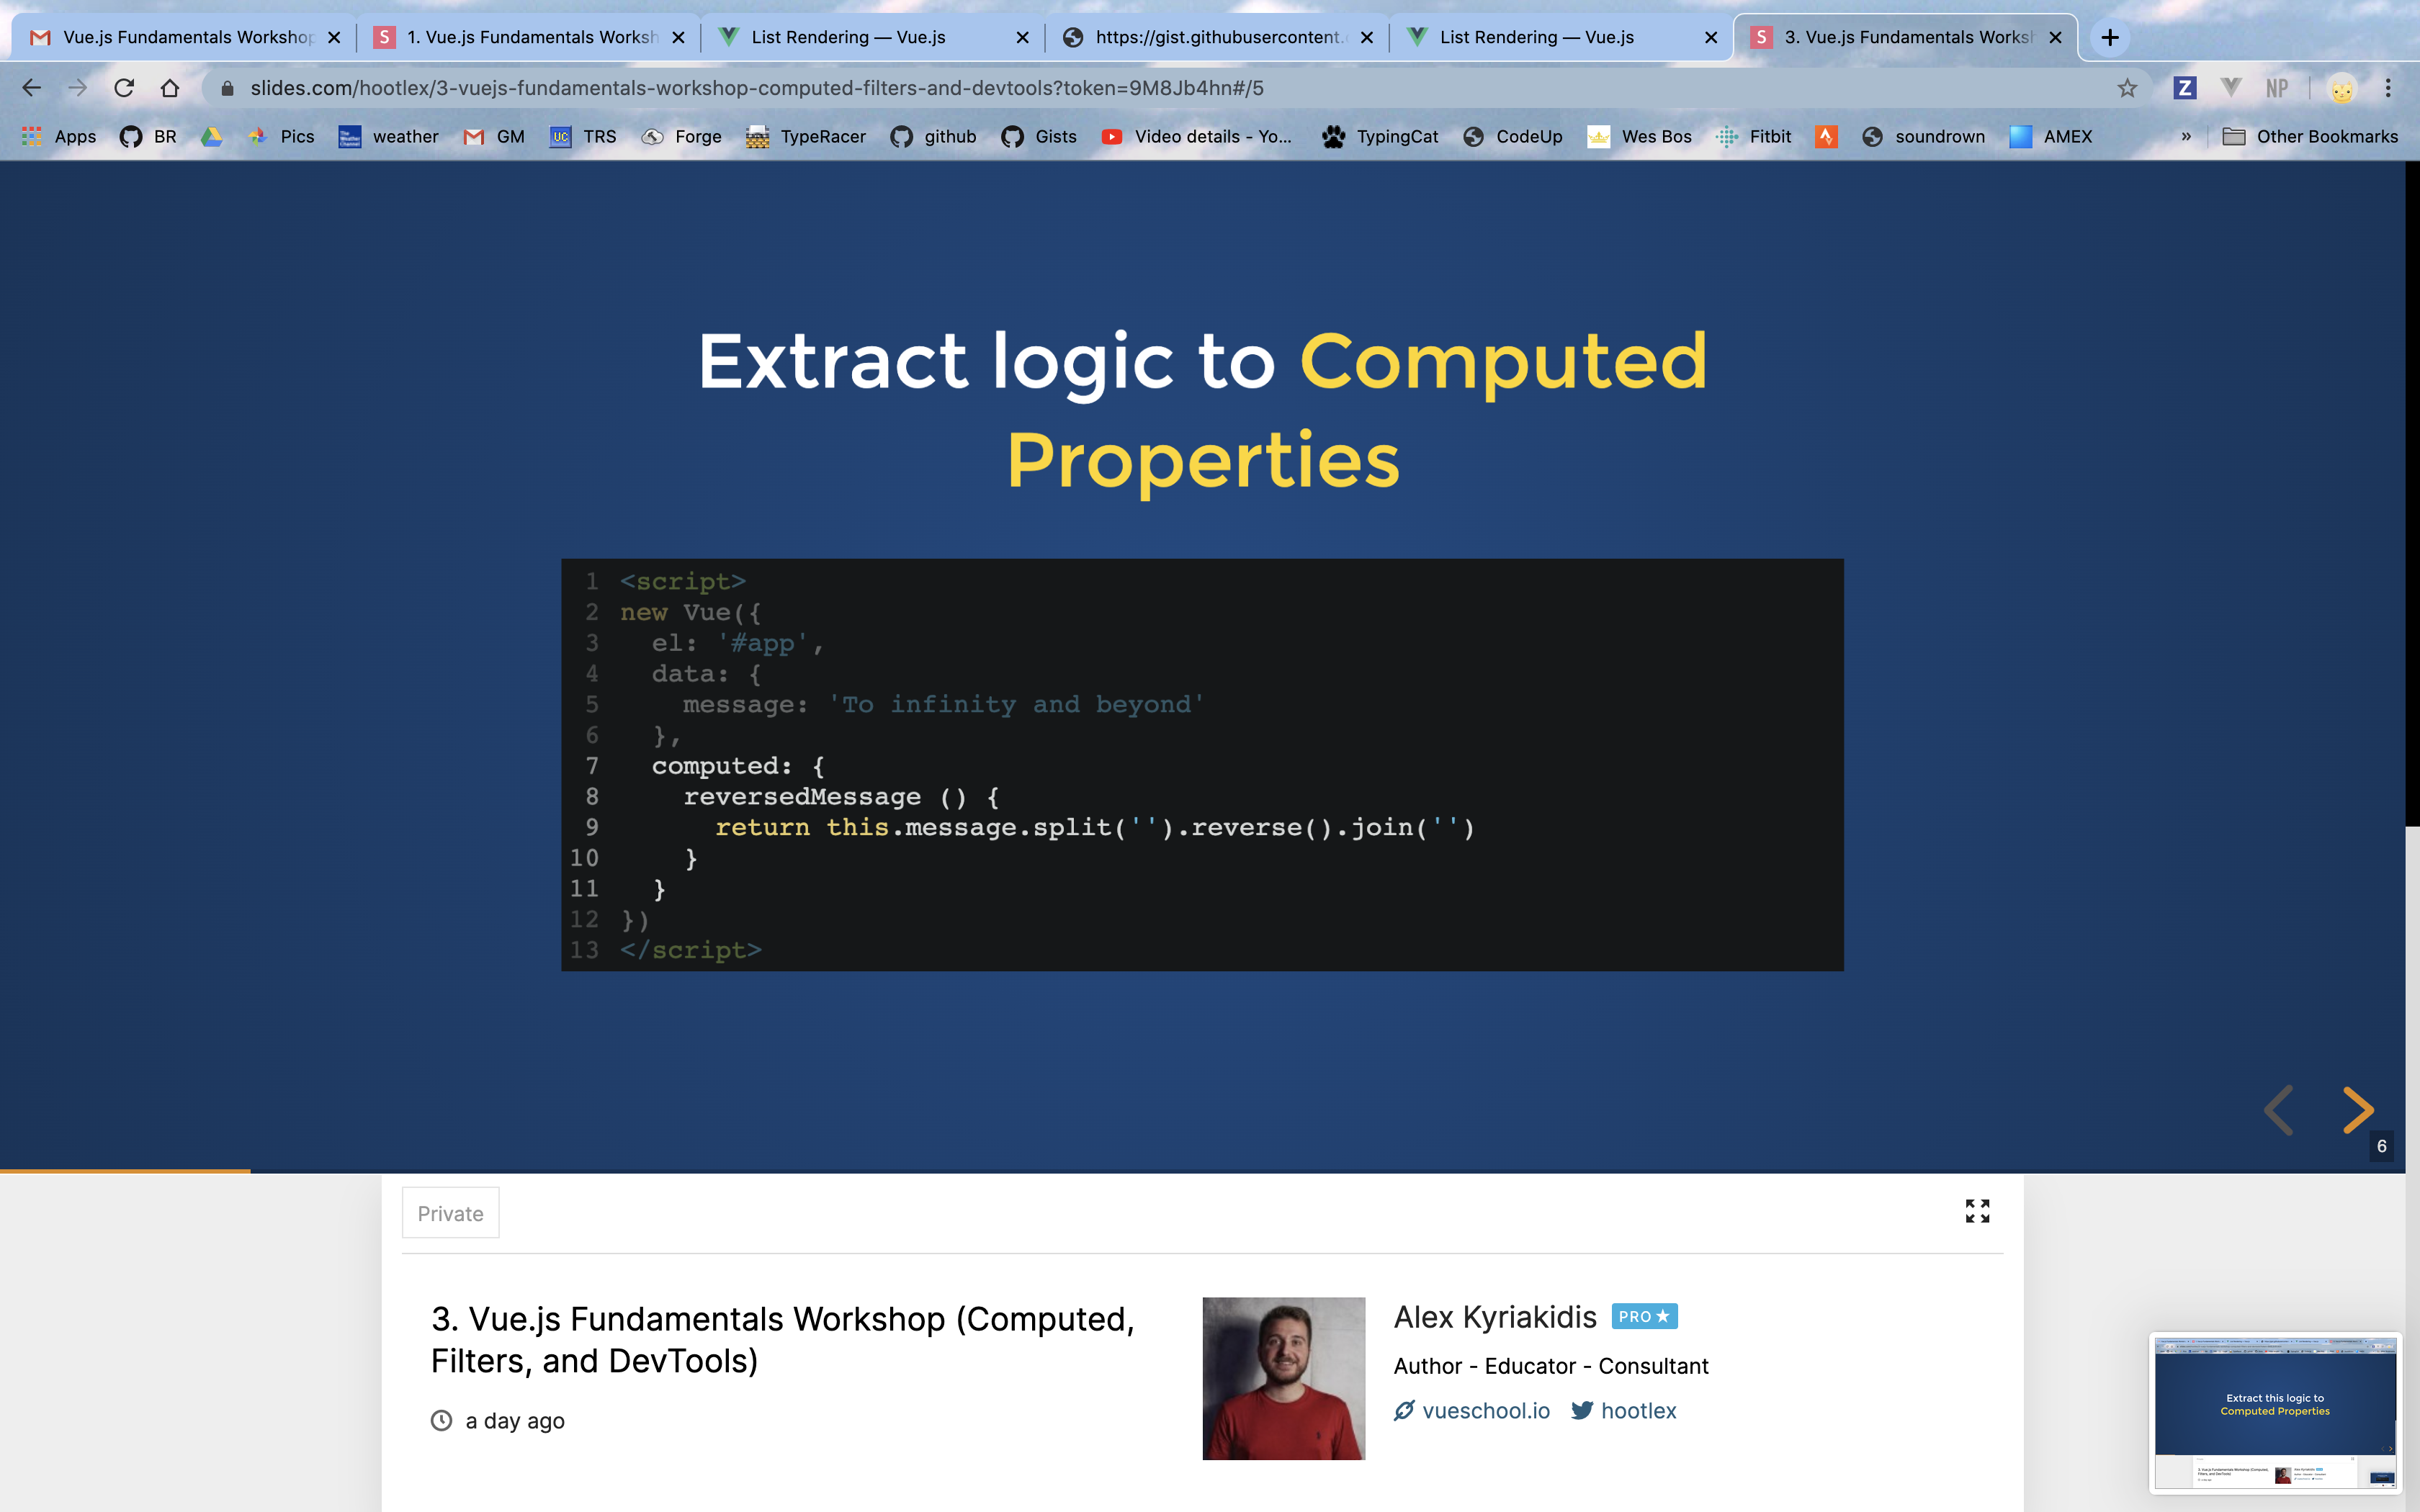 Vue.js Fundamentals Workshop
1. Vue.js Fundamentals Worksh
List Rendering — Vue.js
https://gist.githubusercontent.
List Rendering — Vue.js
3. Vue.js Fundamentals Worksh
slides.com/hootlex/3-vuejs-fundamentals-workshop-computed-filters-and-devtools?token=9M8Jb4hn#/5
Z
NP
Apps
BR
Pics
weather
GM
UC
TRS
Forge
TypeRacer
github
Gists
Video details - Yo...
TypingCat
CodeUp
Wes Bos
Fitbit
soundrown
AMEX
»
Other Bookmarks
Extract logic to Computed
Properties
1 <script>
2 new Vue({
3   el: '#app',
4   data: {
5     message: 'To infinity and beyond'
6   },
7   computed: {
8     reversedMessage () {
9       return this.message.split('').reverse().join('')
10     }
11   }
12 })
13 </script>
6
Private
3. Vue.js Fundamentals Workshop (Computed,
Filters, and DevTools)
a day ago
Alex Kyriakidis PRO
Author - Educator - Consultant
vueschool.io hootlex
Extract this logic to
Computed Properties